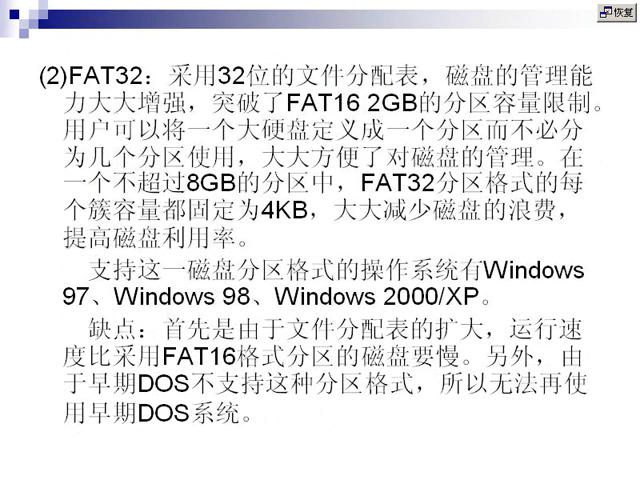 恢复
(2)FAT32：采用32位的文件分配表，磁盘的管理能
力大大增强，突破了FAT16 2GB的分区容量限制。
用户可以将一个大硬盘定义成一个分区而不必分
为几个分区使用，大大方便了对磁盘的管理。在
一个不超过8GB的分区中，FAT32分区格式的每
个簇容量都固定为4KB，大大减少磁盘的浪费，
提高磁盘利用率。
支持这一磁盘分区格式的操作系统有Windows
97、Windows 98、Windows 2000/XP。
缺点：首先是由于文件分配表的扩大，运行速
度比采用FAT16格式分区的磁盘要慢。另外，由
于早期DOS不支持这种分区格式，所以无法再使
用早期DOS系统。